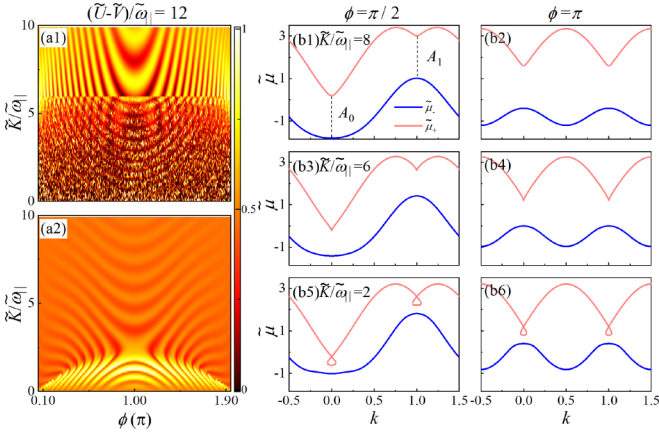 (Ũ-Ṽ)/ω̃|| = 12
ϕ=π / 2
ϕ=π
(a1)
10
5
0
K̃/ω̃||
(a2)
10
5
0
K̃/ω̃||
0.10 1.00 1.90
ϕ (π)
1
0.5
0
(b1)K̃/ω̃||=8
A₁
A₀
μ̃₋
μ̃₊
3
1
-1
μ̃
(b2)
(b3)K̃/ω̃||=6
3
1
-1
μ̃
(b4)
(b5)K̃/ω̃||=2
3
1
-1
μ̃
(b6)
-0.5 0.0 0.5 1.0 1.5
k
-0.5 0.0 0.5 1.0 1.5
k